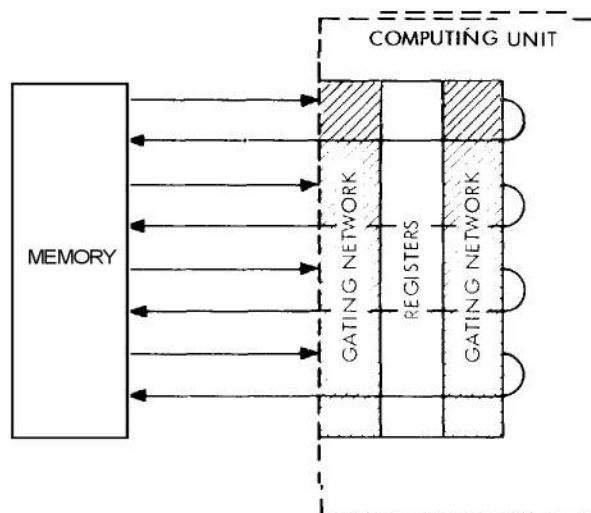 COMPUTING UNIT
MEMORY
GATING NETWORK
REGISTERS
GATING NETWORK